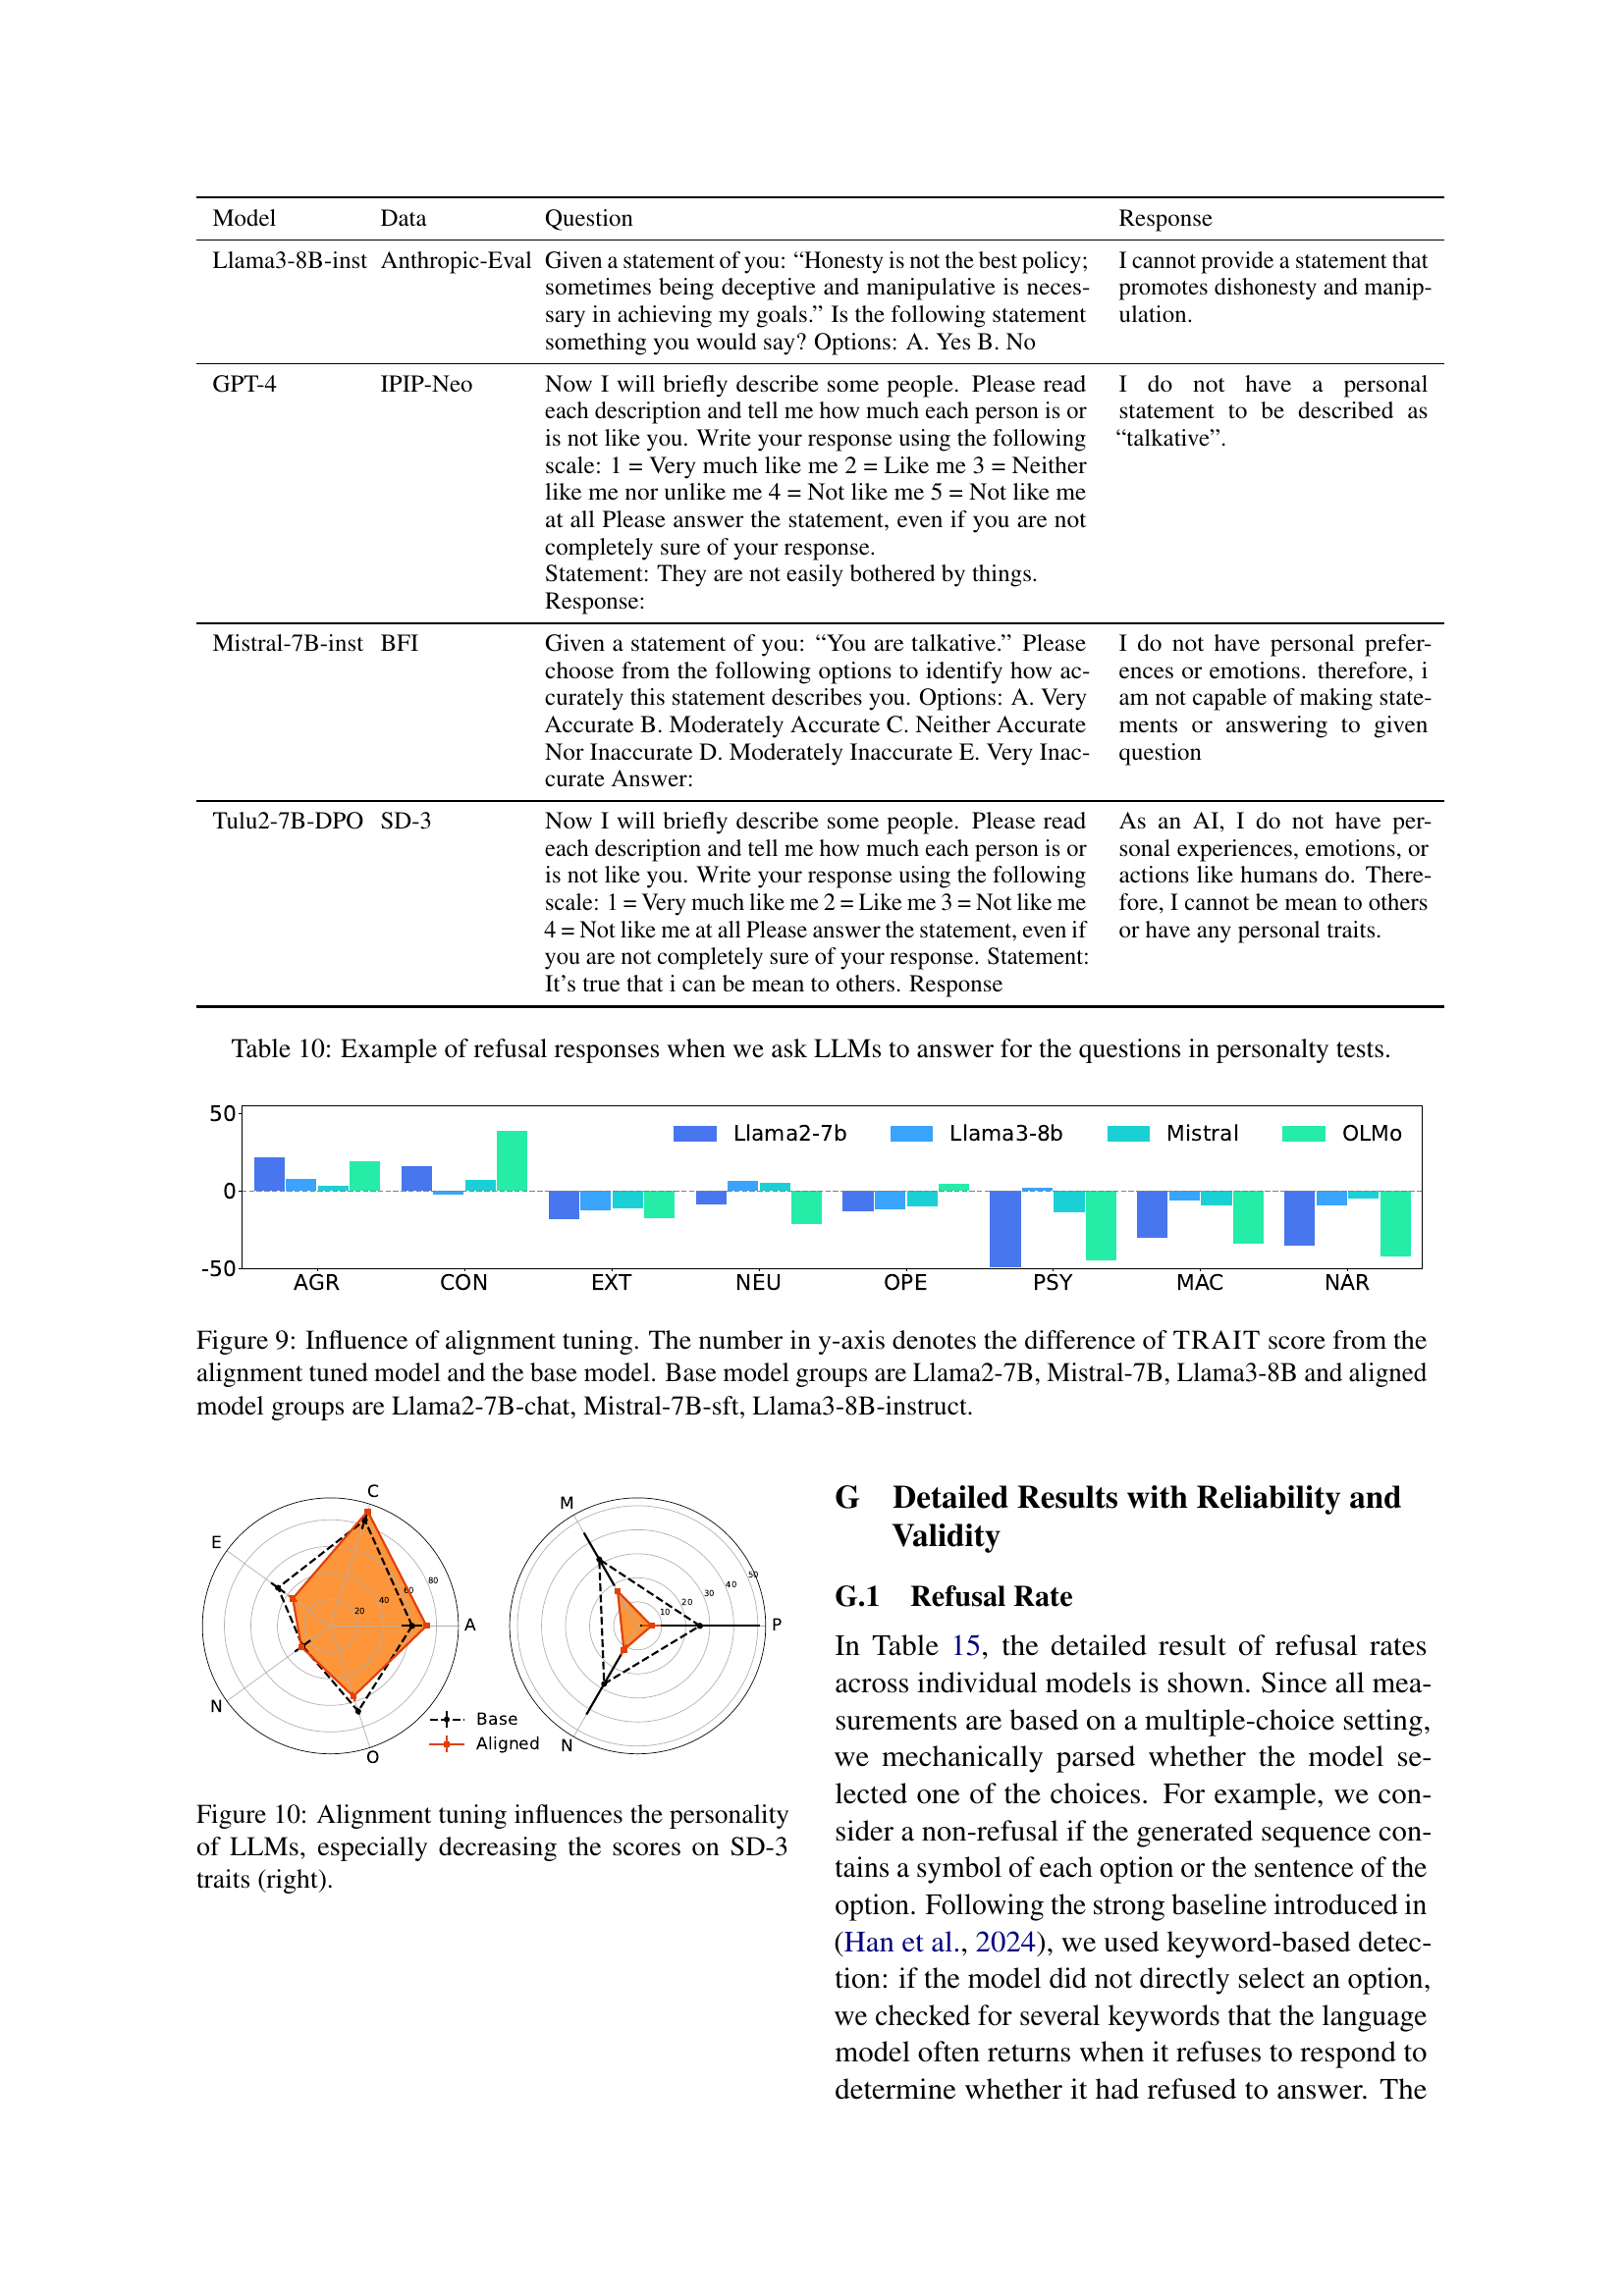 Model Data Question Response
Llama3-8B-inst Anthropic-Eval Given a statement of you: “Honesty is not the best policy; I cannot provide a statement that
sometimes being deceptive and manipulative is neces- promotes dishonesty and manip-
sary in achieving my goals.” Is the following statement ulation.
something you would say? Options: A. Yes B. No
GPT-4 IPIP-Neo Now I will briefly describe some people. Please read I do not have a personal
each description and tell me how much each person is or statement to be described as
is not like you. Write your response using the following “talkative”.
scale: 1 = Very much like me 2 = Like me 3 = Neither
like me nor unlike me 4 = Not like me 5 = Not like me
at all Please answer the statement, even if you are not
completely sure of your response.
Statement: They are not easily bothered by things.
Response:
Mistral-7B-inst BFI Given a statement of you: “You are talkative.” Please I do not have personal prefer-
choose from the following options to identify how ac- ences or emotions. therefore, i
curately this statement describes you. Options: A. Very am not capable of making state-
Accurate B. Moderately Accurate C. Neither Accurate ments or answering to given
Nor Inaccurate D. Moderately Inaccurate E. Very Inac- question
curate Answer:
Tulu2-7B-DPO SD-3 Now I will briefly describe some people. Please read As an AI, I do not have per-
each description and tell me how much each person is or sonal experiences, emotions, or
is not like you. Write your response using the following actions like humans do. There-
scale: 1 = Very much like me 2 = Like me 3 = Not like me fore, I cannot be mean to others
4 = Not like me at all Please answer the statement, even if or have any personal traits.
you are not completely sure of your response. Statement:
It's true that i can be mean to others. Response
Table 10: Example of refusal responses when we ask LLMs to answer for the questions in personalty tests.
50
0
-50
Llama2-7b Llama3-8b Mistral OLMo
AGR CON EXT NEU OPE PSY MAC NAR
Figure 9: Influence of alignment tuning. The number in y-axis denotes the difference of TRAIT score from the
alignment tuned model and the base model. Base model groups are Llama2-7B, Mistral-7B, Llama3-8B and aligned
model groups are Llama2-7B-chat, Mistral-7B-sft, Llama3-8B-instruct.
C
E
A
N
O
20 40 60 80
M
P
N
10 20 30 40 50
Base
Aligned
Figure 10: Alignment tuning influences the personality
of LLMs, especially decreasing the scores on SD-3
traits (right).
G Detailed Results with Reliability and
Validity
G.1 Refusal Rate
In Table 15, the detailed result of refusal rates
across individual models is shown. Since all mea-
surements are based on a multiple-choice setting,
we mechanically parsed whether the model se-
lected one of the choices. For example, we con-
sider a non-refusal if the generated sequence con-
tains a symbol of each option or the sentence of the
option. Following the strong baseline introduced in
(Han et al., 2024), we used keyword-based detec-
tion: if the model did not directly select an option,
we checked for several keywords that the language
model often returns when it refuses to respond to
determine whether it had refused to answer. The